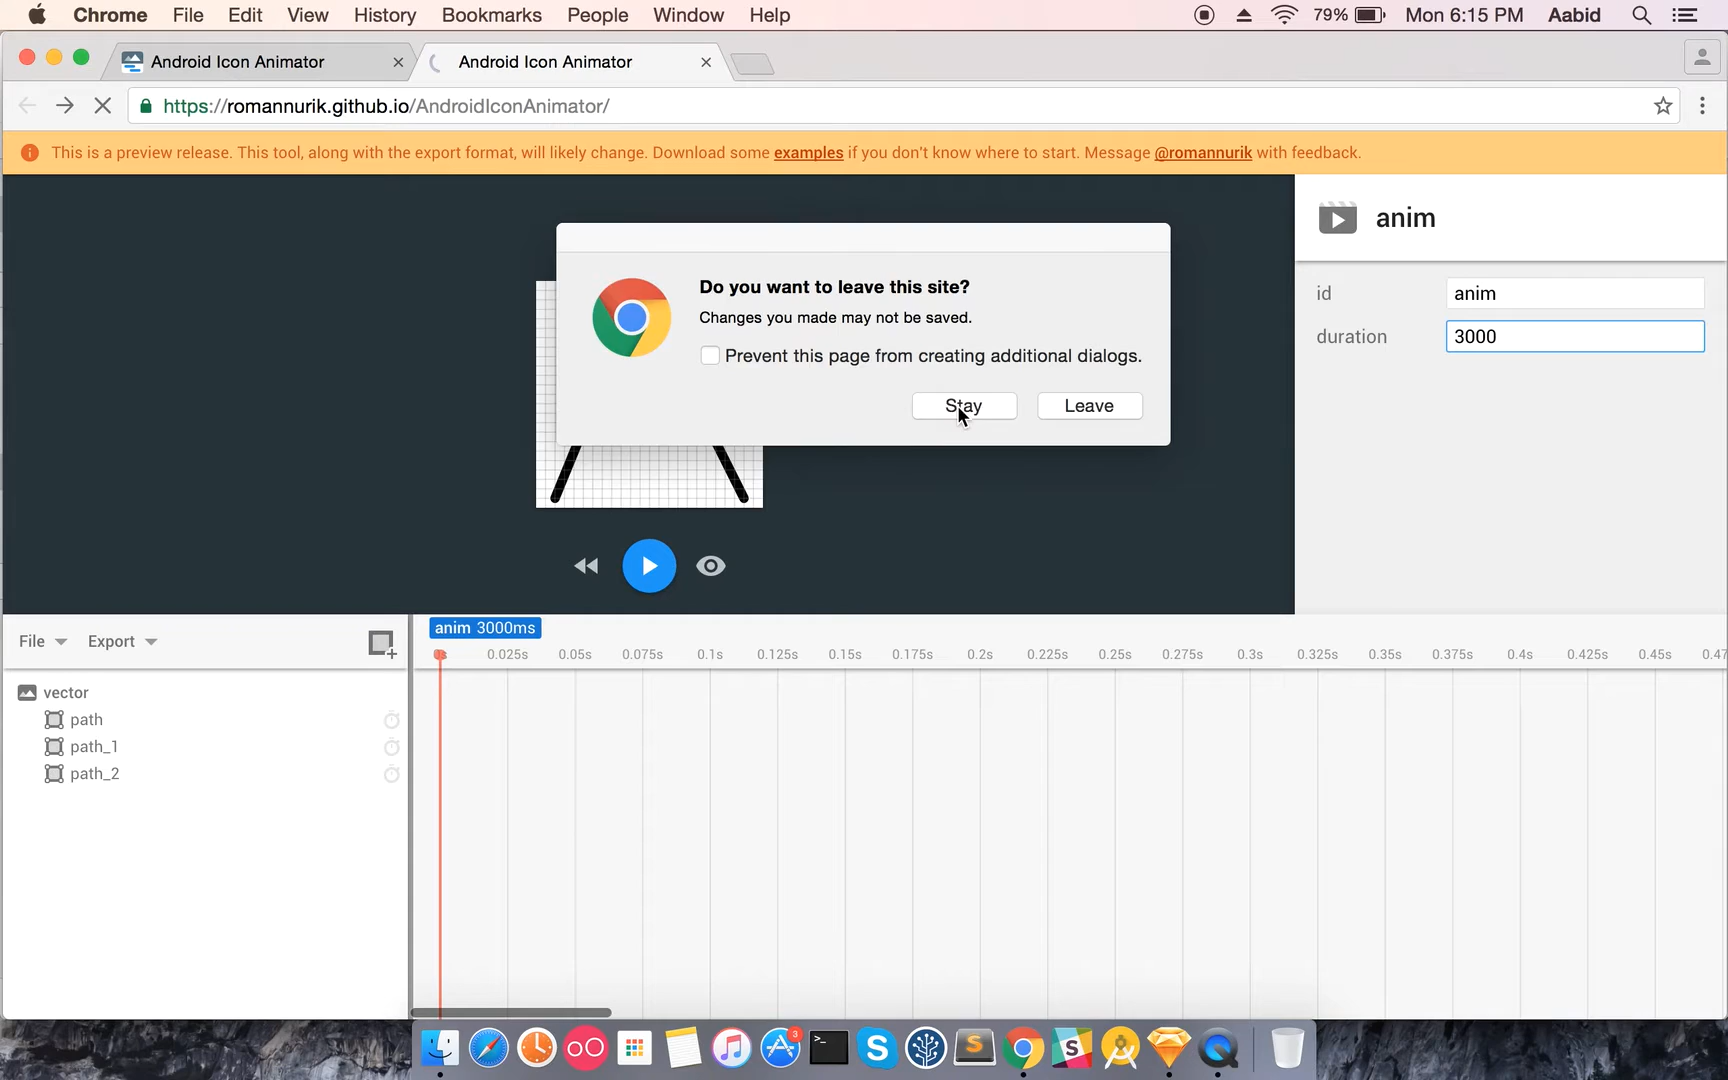 Chrome File Edit View History Bookmarks People Window Help 79% Mon 6:15 PM Aabid
Android Icon Animator Android Icon Animator
https://romannurik.github.io/AndroidIconAnimator/
This is a preview release. This tool, along with the export format, will likely change. Download some examples if you don't know where to start. Message @romannurik with feedback.
anim
Do you want to leave this site?
Changes you made may not be saved.
Prevent this page from creating additional dialogs.
Stay Leave
id anim
duration 3000
File Export
anim 3000ms
0.025s 0.05s 0.075s 0.1s 0.125s 0.15s 0.175s 0.2s 0.225s 0.25s 0.275s 0.3s 0.325s 0.35s 0.375s 0.4s 0.425s 0.45s 0.47
vector
path
path_1
path_2
3